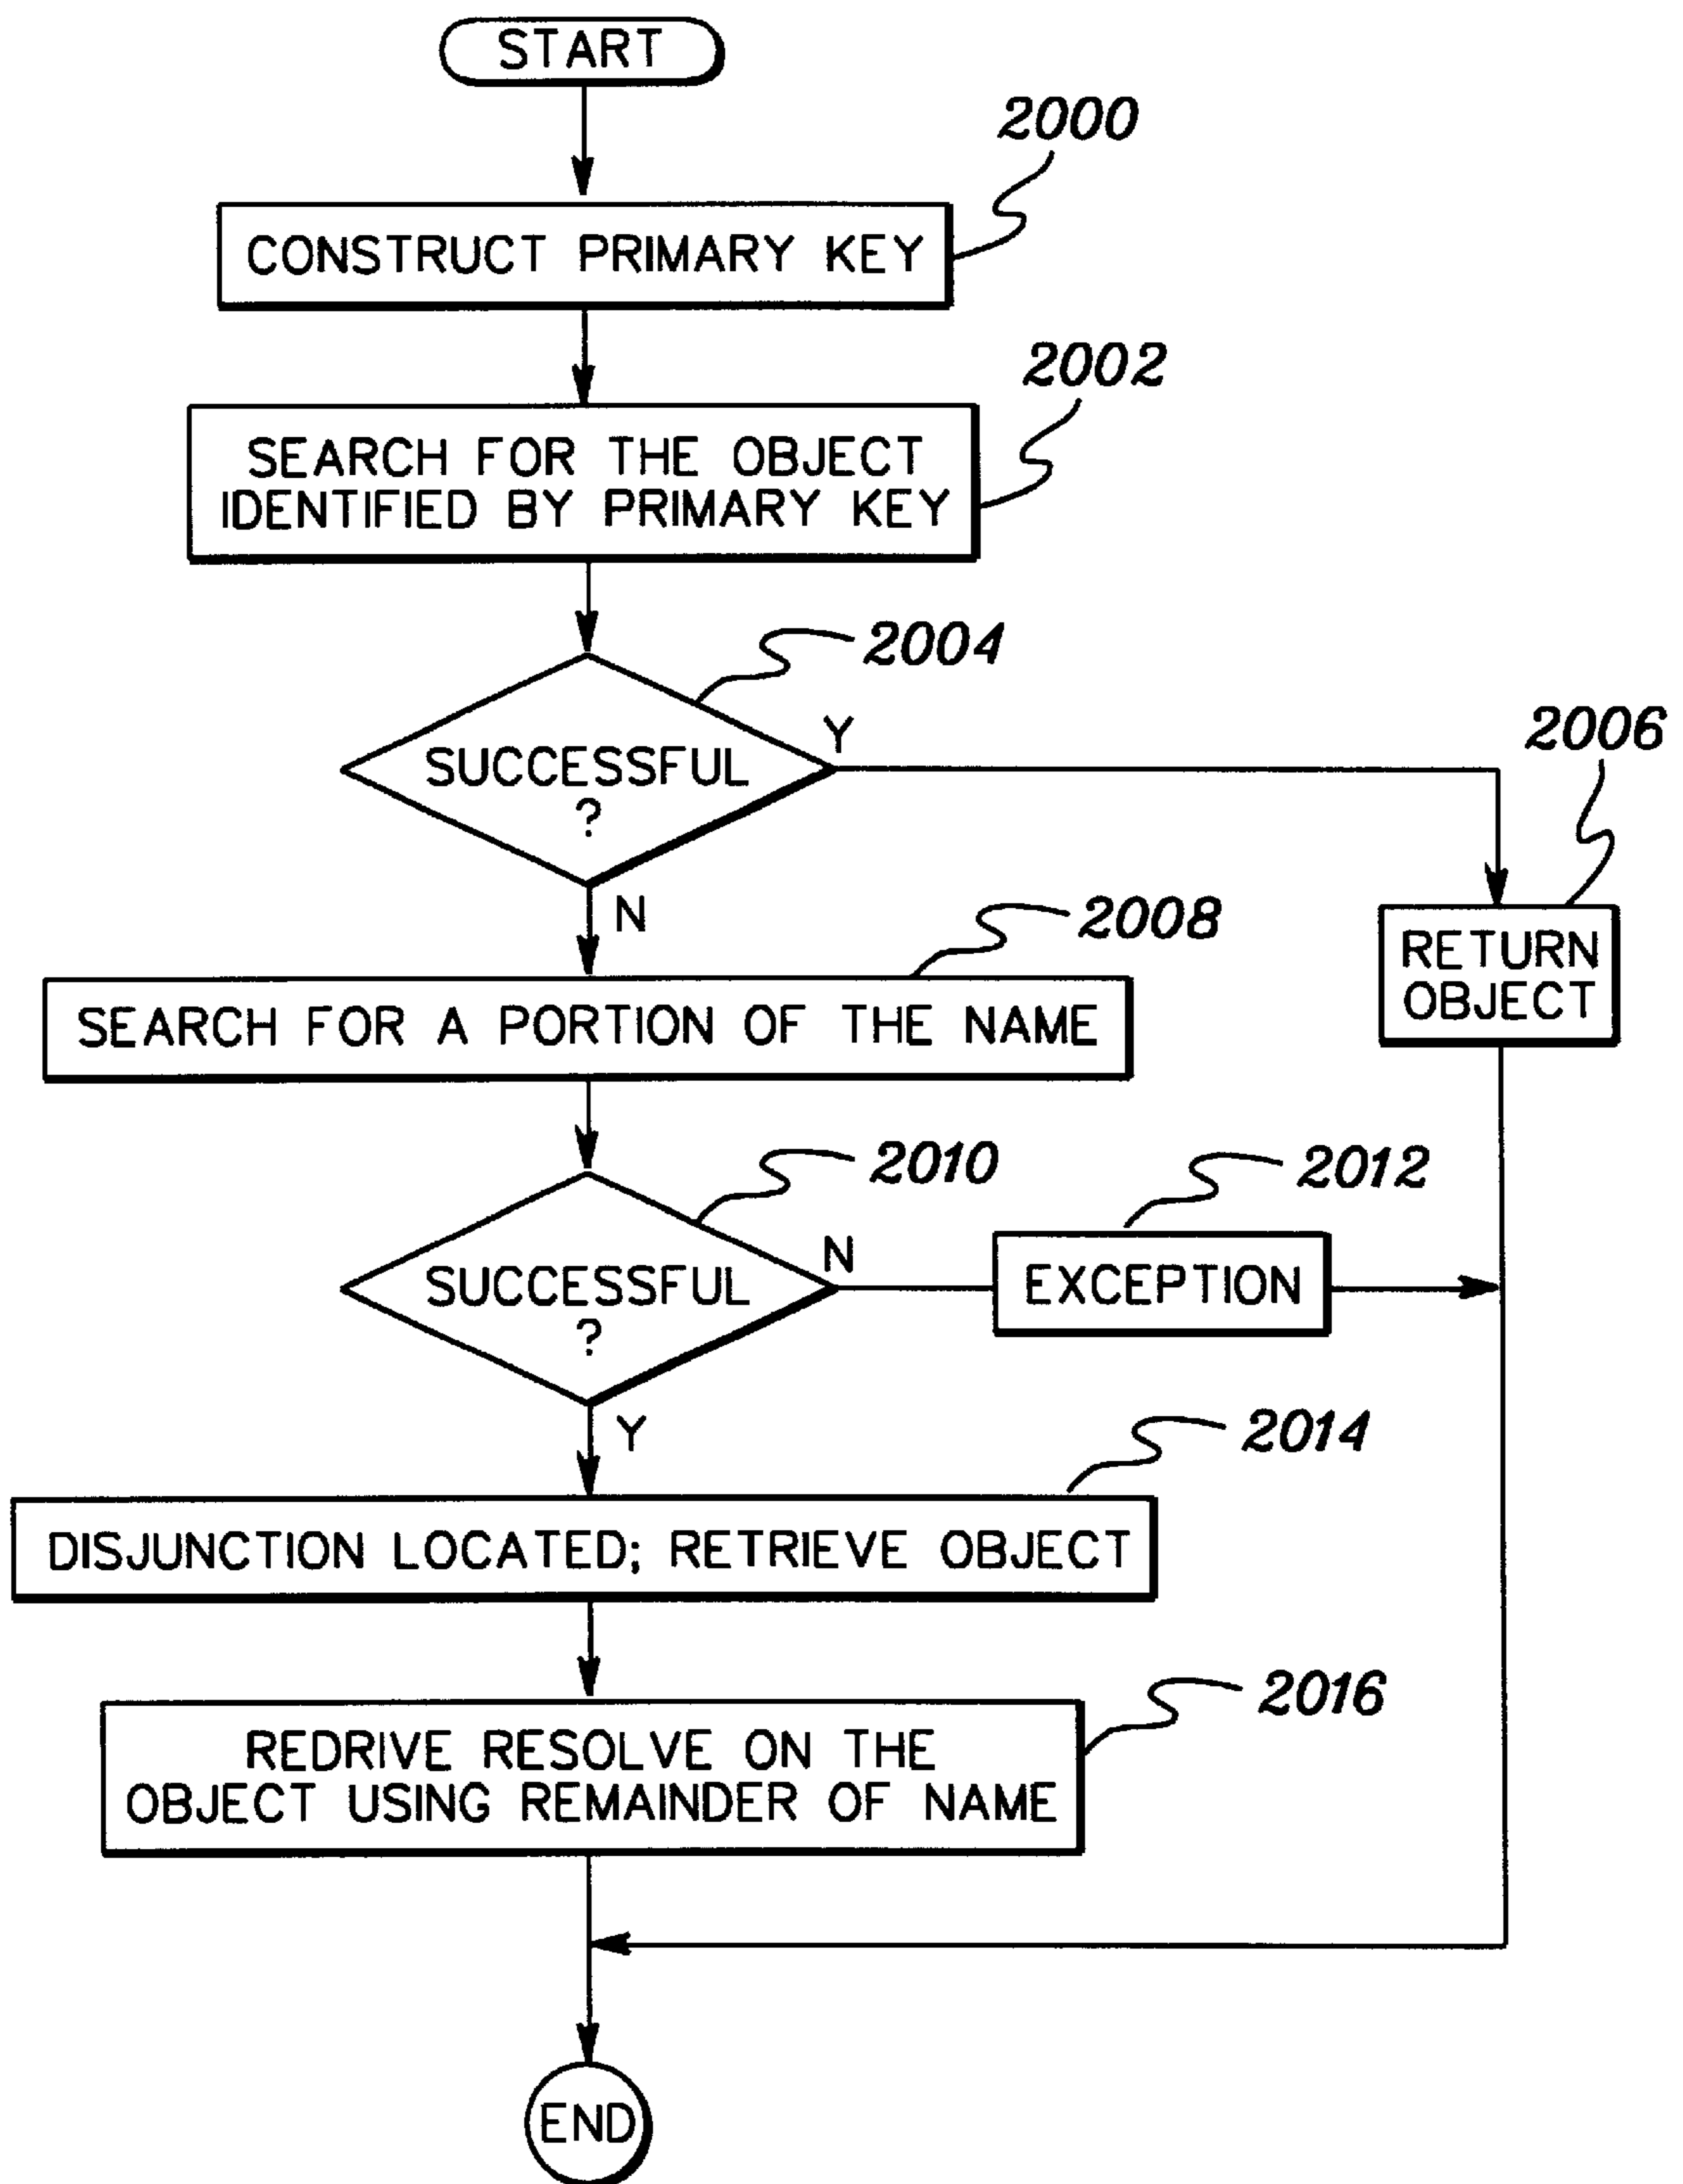 START
2000
CONSTRUCT PRIMARY KEY
2002
SEARCH FOR THE OBJECT
IDENTIFIED BY PRIMARY KEY
2004
SUCCESSFUL
?
Y
2006
RETURN
OBJECT
N
2008
SEARCH FOR A PORTION OF THE NAME
2010
SUCCESSFUL
?
N
2012
EXCEPTION
Y
2014
DISJUNCTION LOCATED; RETRIEVE OBJECT
2016
REDRIVE RESOLVE ON THE
OBJECT USING REMAINDER OF NAME
END